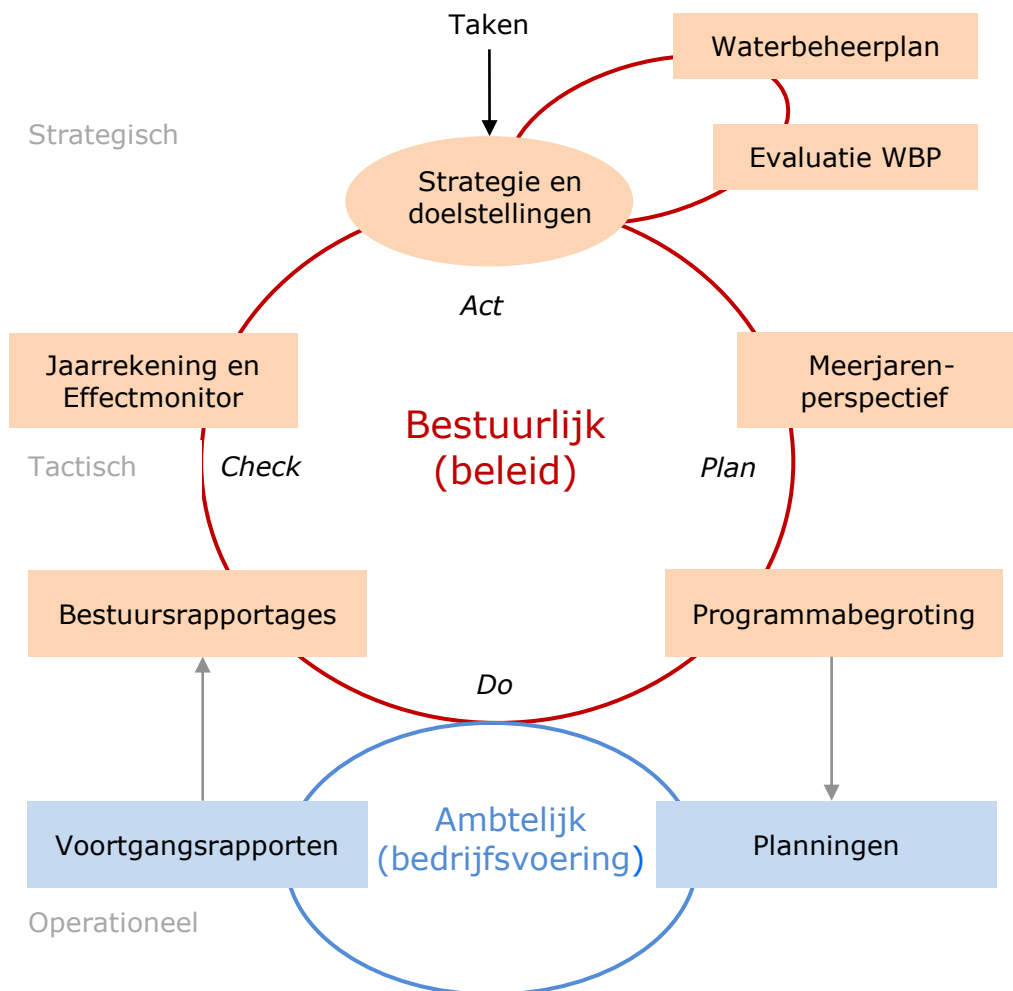 Taken
Waterbeheerplan
Strategisch
Evaluatie WBP
Strategie en
doelstellingen
Act
Jaarrekening en
Effectmonitor
Meerjaren-
perspectief
Bestuurlijk
(beleid)
Tactisch
Check
Plan
Bestuursrapportages
Programmabegroting
Do
Ambtelijk
(bedrijfsvoering)
Voortgangsrapporten
Planningen
Operationeel